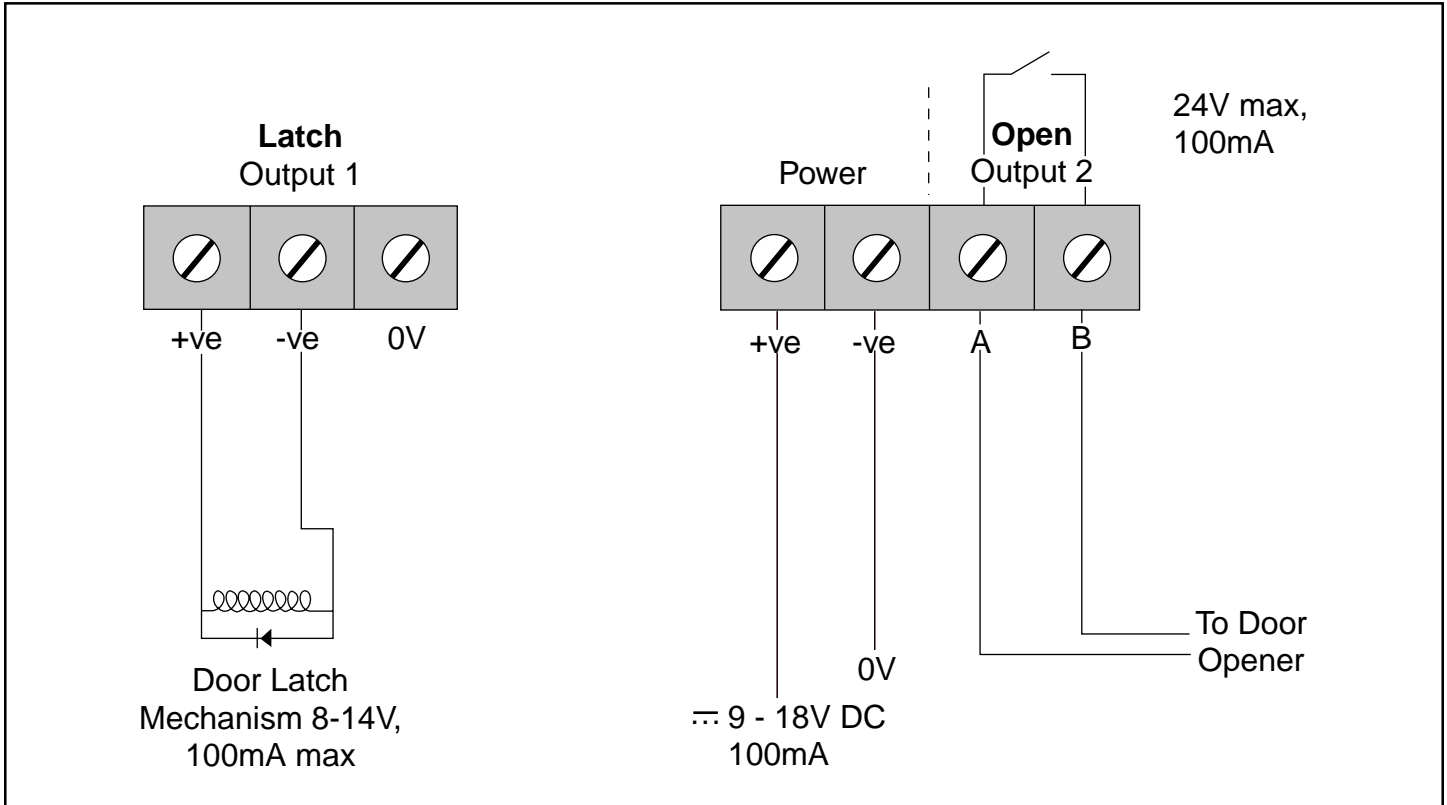 Latch
Output 1
+ve -ve 0V
Door Latch
Mechanism 8-14V,
100mA max
Power
Open
Output 2
24V max,
100mA
+ve -ve A B
0V
⎓ 9 - 18V DC
100mA
To Door
Opener